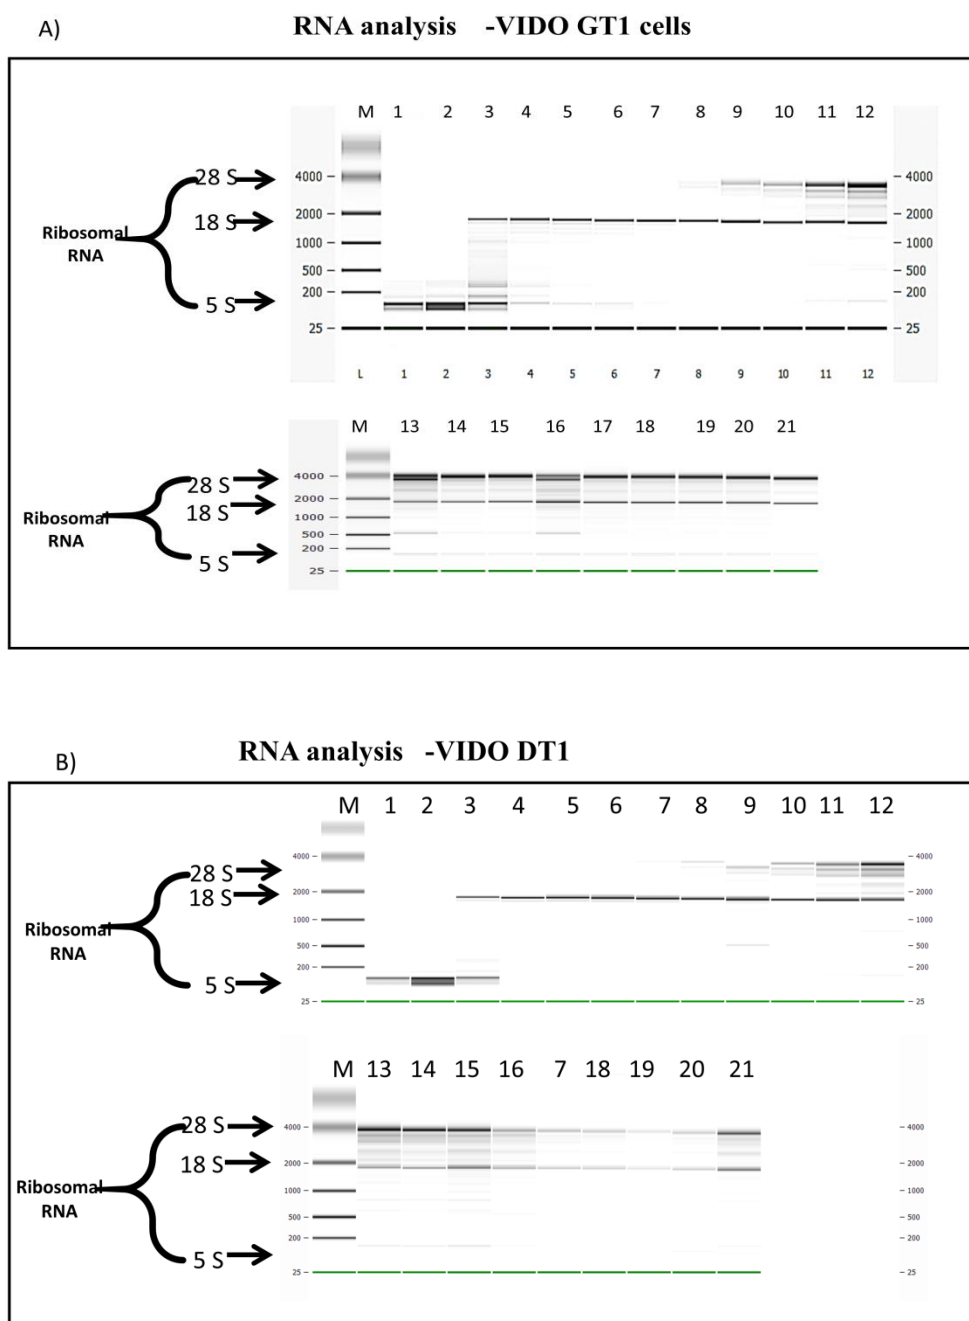 A)
RNA analysis -VIDO GT1 cells
M 1 2 3 4 5 6 7 8 9 10 11 12
28 S
18 S
Ribosomal
RNA
5 S
4000
2000
1000
500
200
25
4000
2000
1000
500
200
25
L 1 2 3 4 5 6 7 8 9 10 11 12
M 13 14 15 16 17 18 19 20 21
28 S
18 S
Ribosomal
RNA
5 S
4000
2000
1000
500
200
25
B)
RNA analysis -VIDO DT1
M 1 2 3 4 5 6 7 8 9 10 11 12
28 S
18 S
Ribosomal
RNA
5 S
4000
2000
1000
500
200
25
4000
2000
1000
500
200
25
M 13 14 15 16 7 18 19 20 21
28 S
18 S
Ribosomal
RNA
5 S
4000
2000
1000
500
200
25
4000
2000
1000
500
200
25